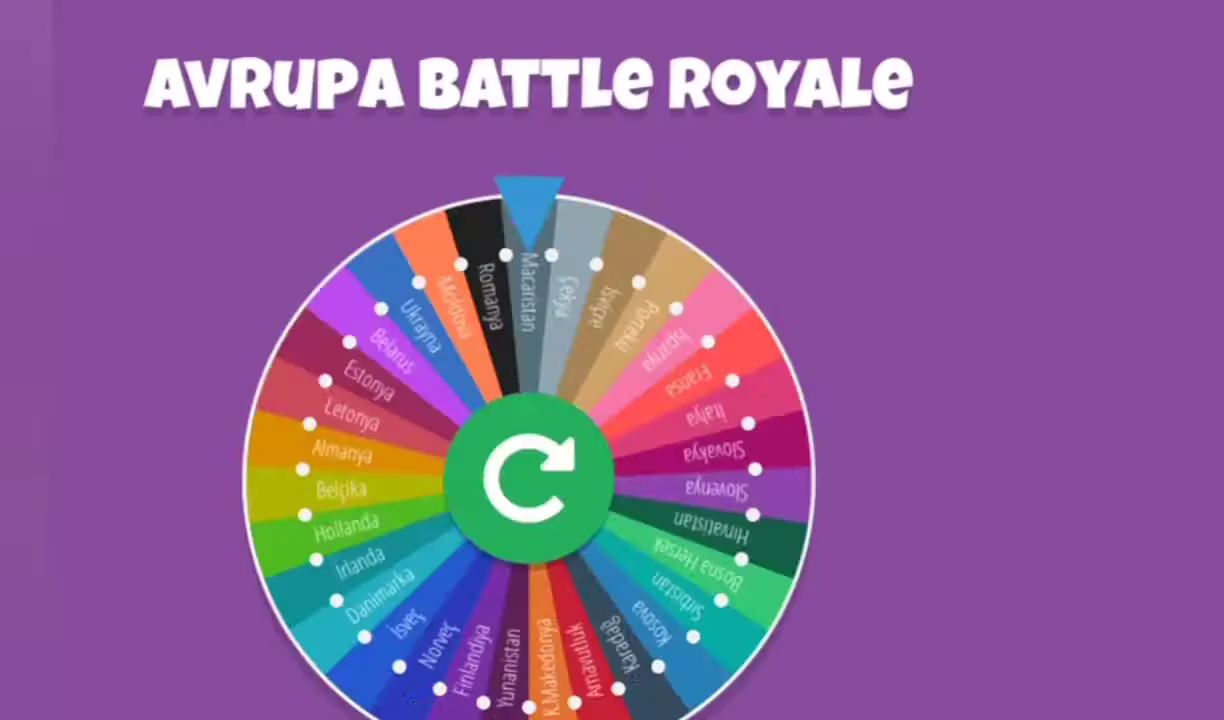 AVRUPA BATTLE ROYALE
Macaristan
Çekya
İsviçre
Portekiz
İspanya
Fransa
İtalya
Slovakya
Slovenya
Hırvatistan
Bosna Hersek
Sırbistan
Kosova
Karadağ
Arnavutluk
K.Makedonya
Yunanistan
Finlandiya
Norveç
İsveç
Danimarka
İrlanda
Hollanda
Belçika
Almanya
Letonya
Estonya
Belarus
Ukrayna
Moldova
Romanya